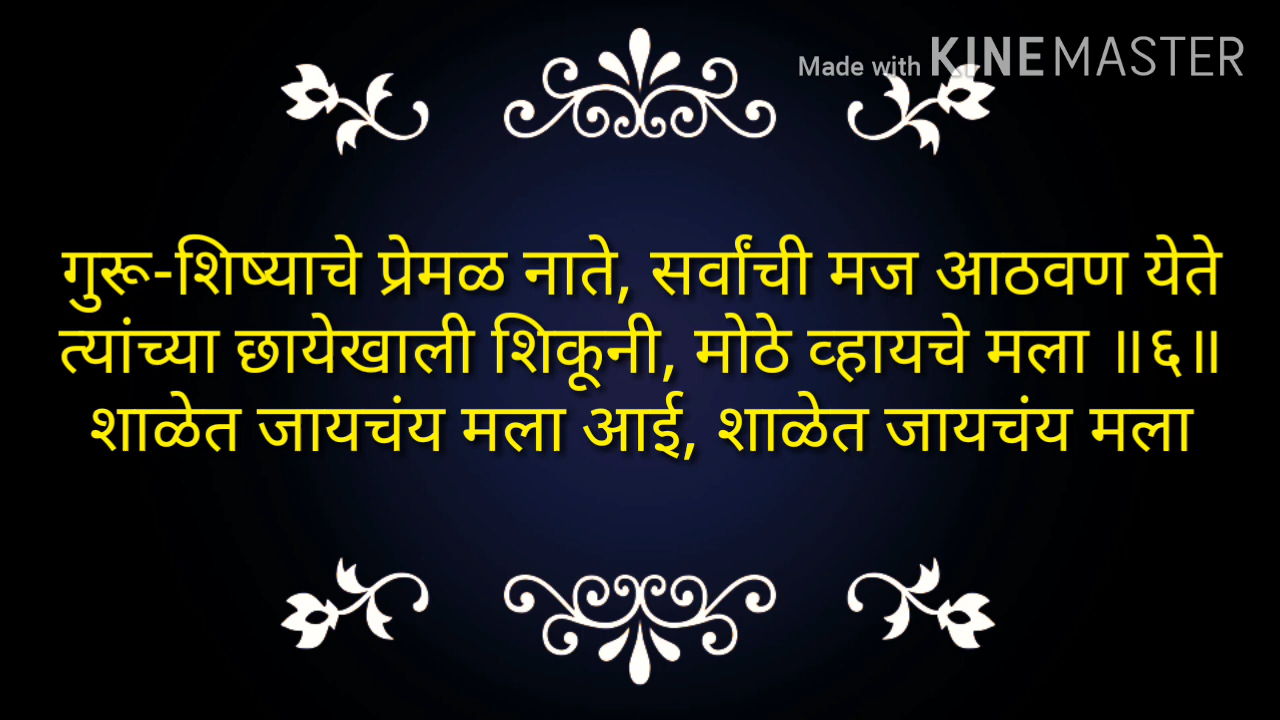 Made with KINEMASTER
गुरू-शिष्याचे प्रेमळ नाते, सर्वांची मज आठवण येते
त्यांच्या छायेखाली शिकूनी, मोठे व्हायचे मला ॥६॥
शाळेत जायचंय मला आई, शाळेत जायचंय मला